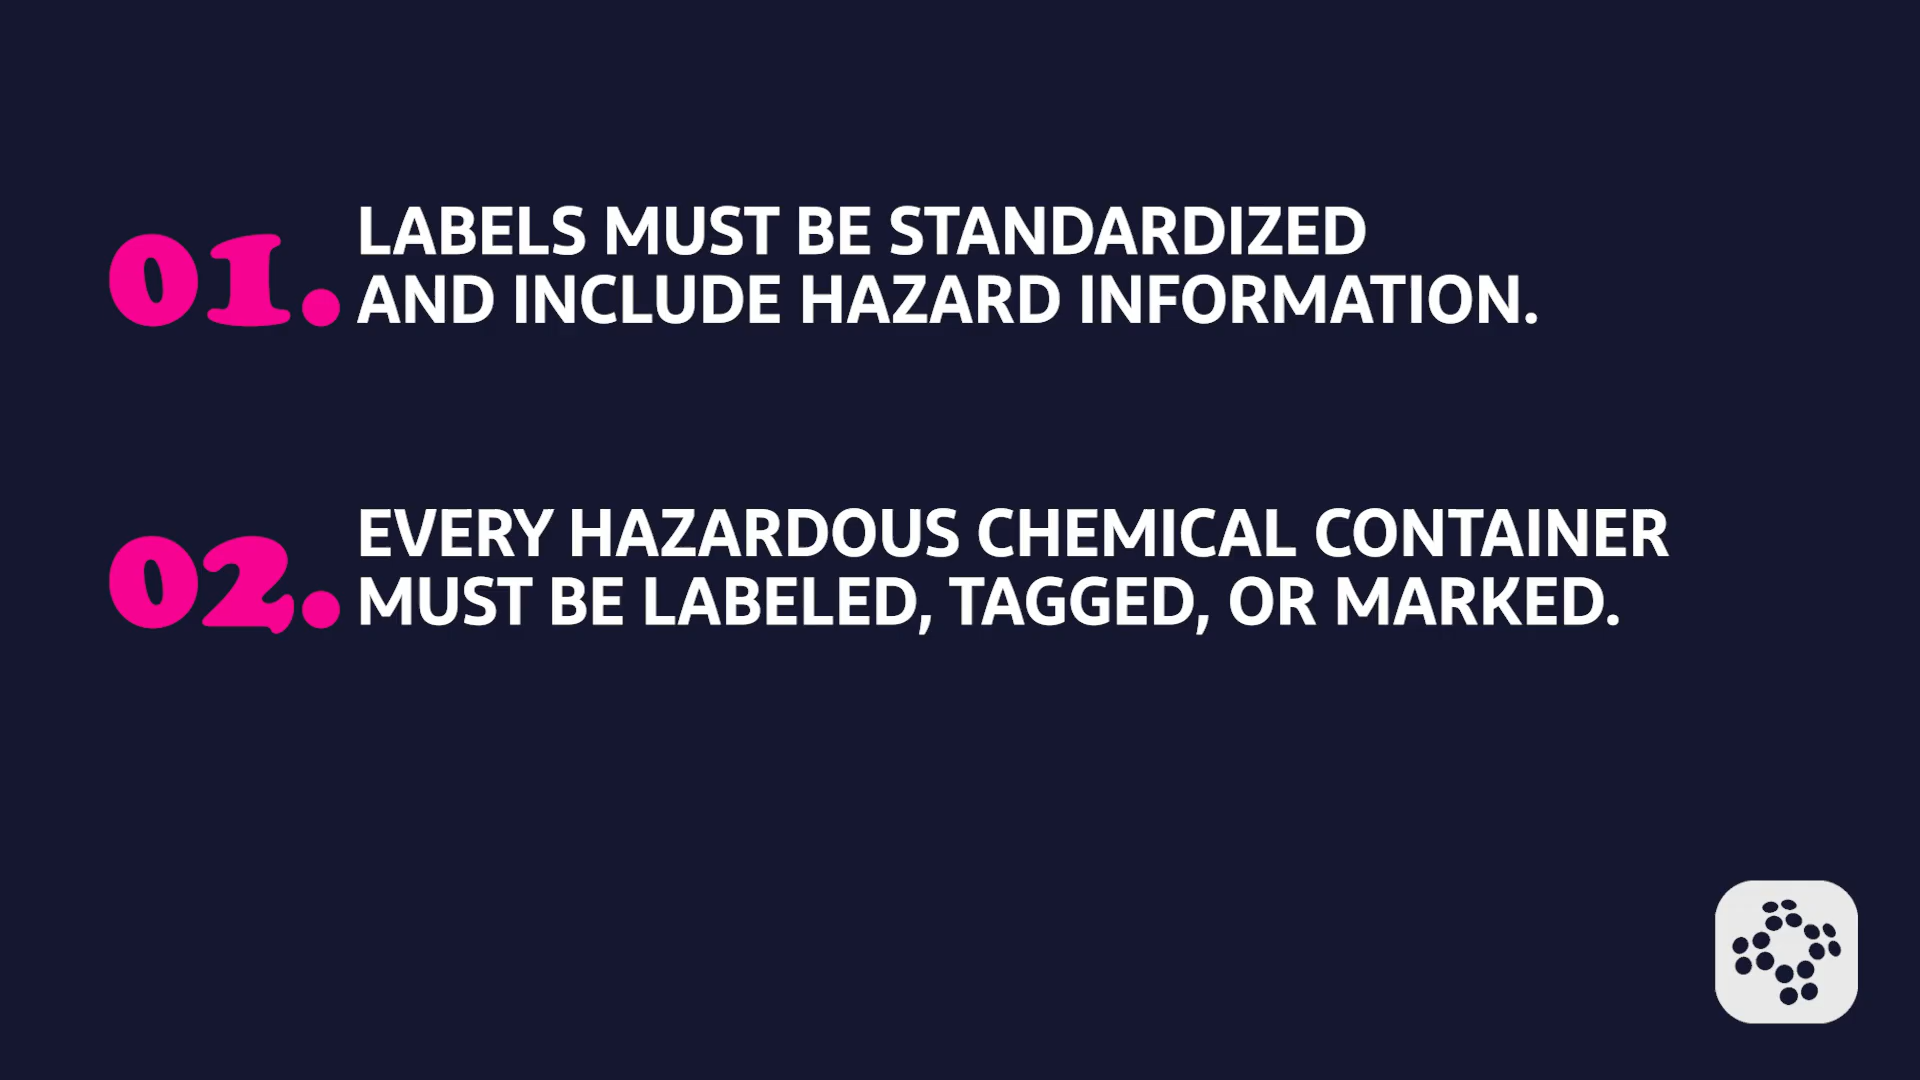 01. LABELS MUST BE STANDARDIZED
AND INCLUDE HAZARD INFORMATION.
02. EVERY HAZARDOUS CHEMICAL CONTAINER
MUST BE LABELED, TAGGED, OR MARKED.